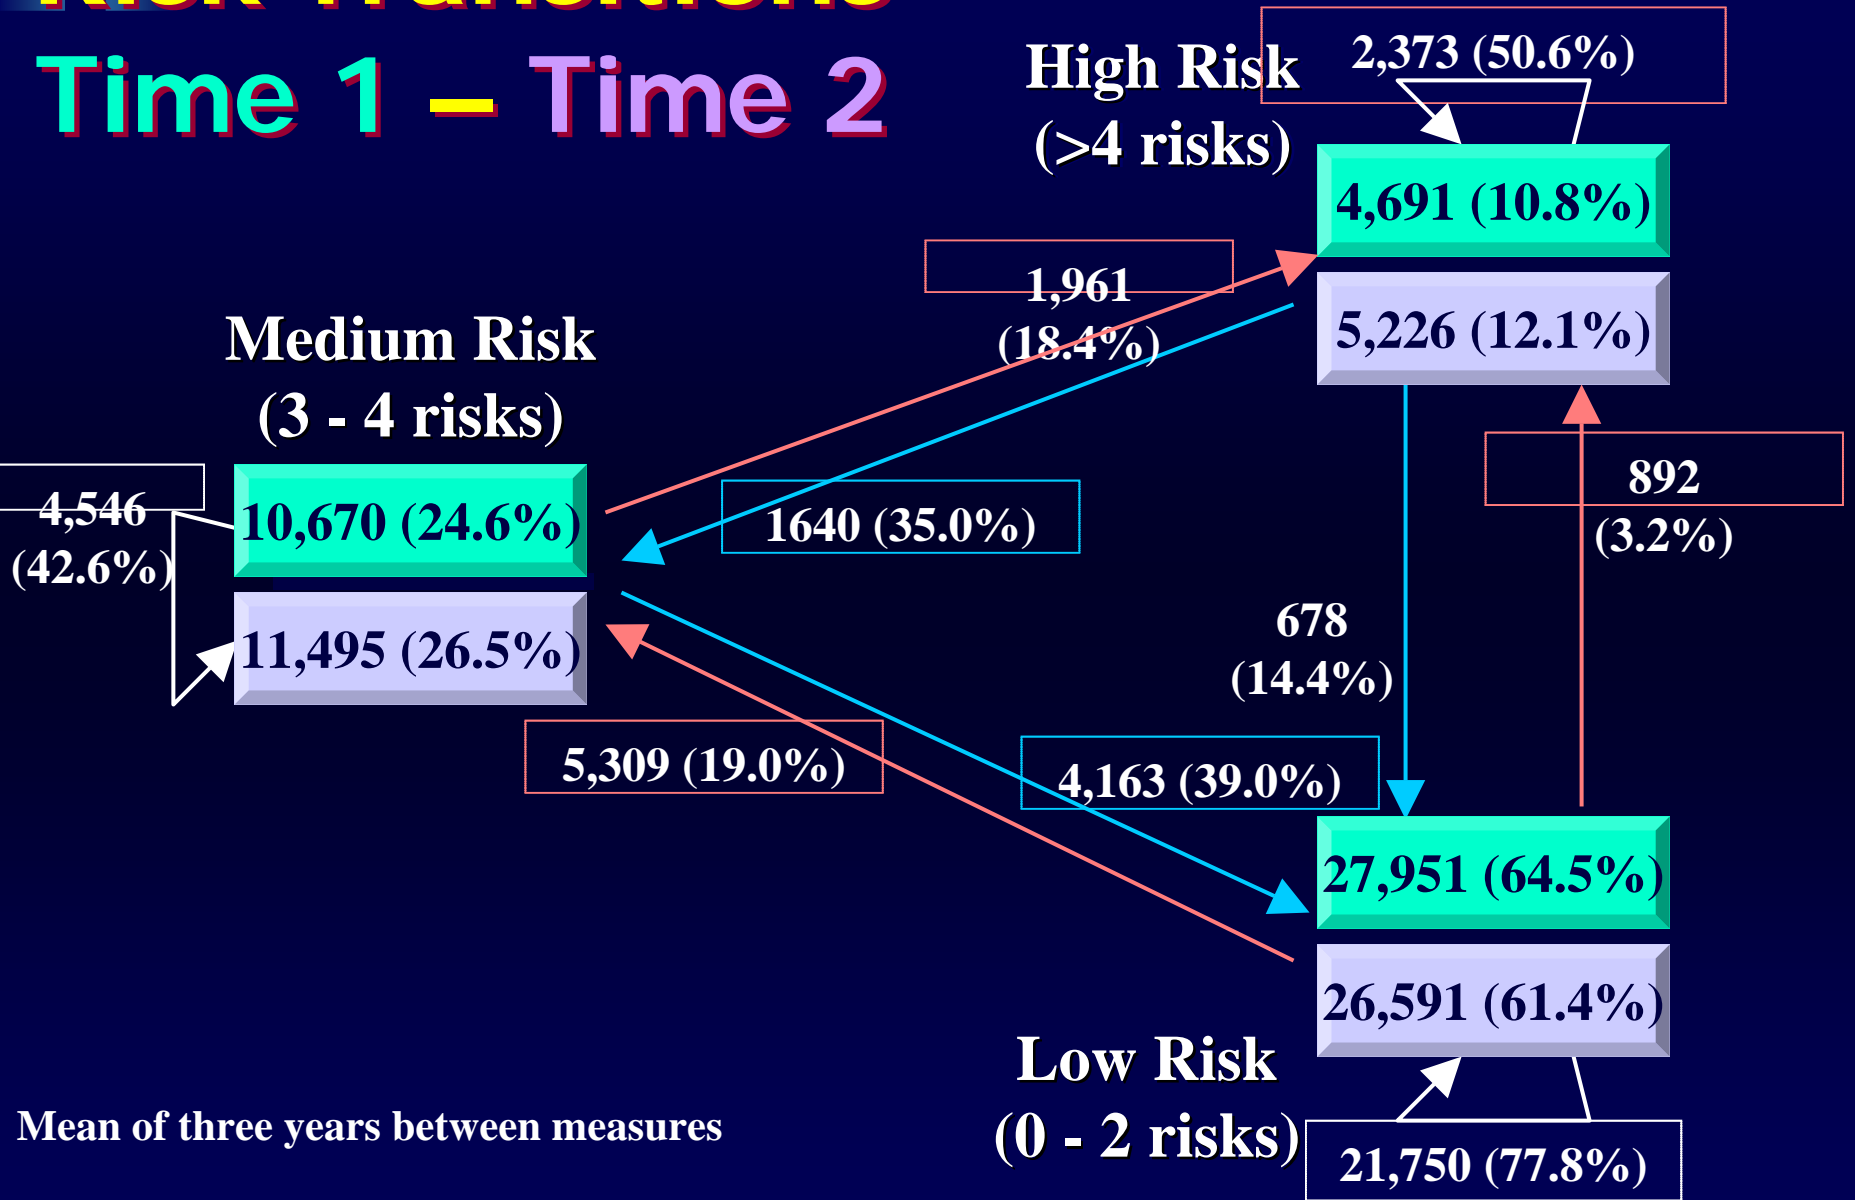 Risk Transitions
Time 1 – Time 2
High Risk
(>4 risks)
2,373 (50.6%)
4,691 (10.8%)
5,226 (12.1%)
1,961
(18.4%)
Medium Risk
(3 - 4 risks)
4,546
(42.6%)
10,670 (24.6%)
11,495 (26.5%)
1640 (35.0%)
892
(3.2%)
678
(14.4%)
5,309 (19.0%)
4,163 (39.0%)
27,951 (64.5%)
26,591 (61.4%)
Low Risk
(0 - 2 risks)
21,750 (77.8%)
Mean of three years between measures